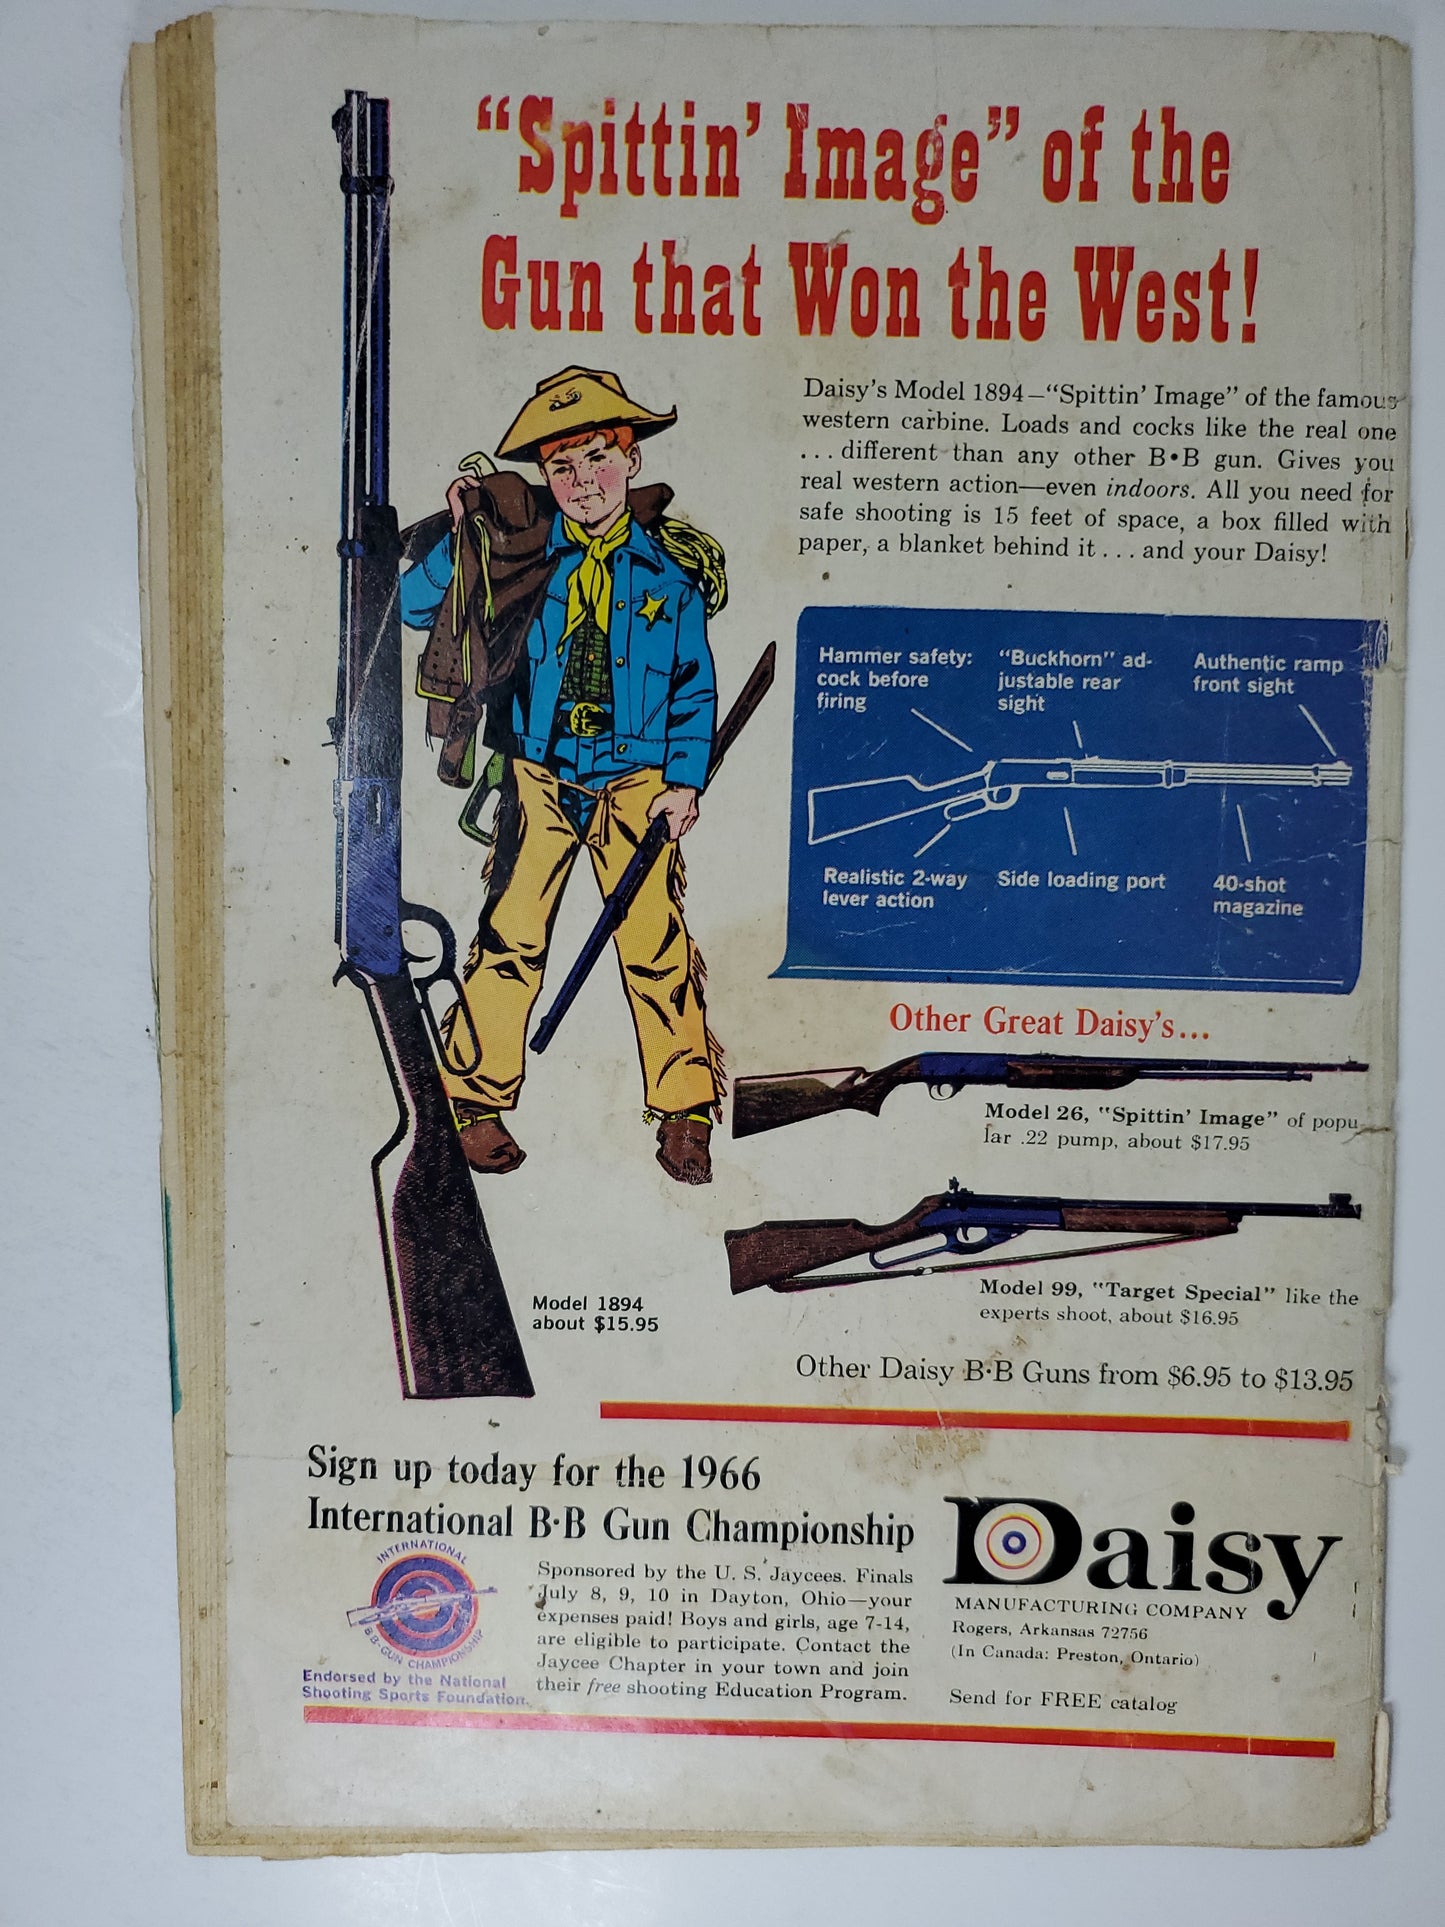 “Spittin’ Image” of the
Gun that Won the West!
Daisy’s Model 1894—“Spittin’ Image” of the famous
western carbine. Loads and cocks like the real one
...different than any other B•B gun. Gives you
real western action—even indoors. All you need for
safe shooting is 15 feet of space, a box filled with
paper, a blanket behind it...and your Daisy!
Hammer safety:
cock before
firing
“Buckhorn” ad-
justable rear
sight
Authentic ramp
front sight
Realistic 2-way
lever action
Side loading port
40-shot
magazine
Other Great Daisy’s...
Model 26, “Spittin’ Image” of popu
lar .22 pump, about $17.95
Model 99, “Target Special” like the
experts shoot, about $16.95
Model 1894
about $15.95
Other Daisy B·B Guns from $6.95 to $13.95
Sign up today for the 1966
International B·B Gun Championship
INTERNATIONAL
B·B-GUN CHAMPIONSHIP
Endorsed by the National
Shooting Sports Foundation.
Sponsored by the U. S. Jaycees. Finals
July 8, 9, 10 in Dayton, Ohio—your
expenses paid! Boys and girls, age 7-14,
are eligible to participate. Contact the
Jaycee Chapter in your town and join
their free shooting Education Program.
Daisy
MANUFACTURING COMPANY
Rogers, Arkansas 72756
(In Canada: Preston, Ontario)
Send for FREE catalog